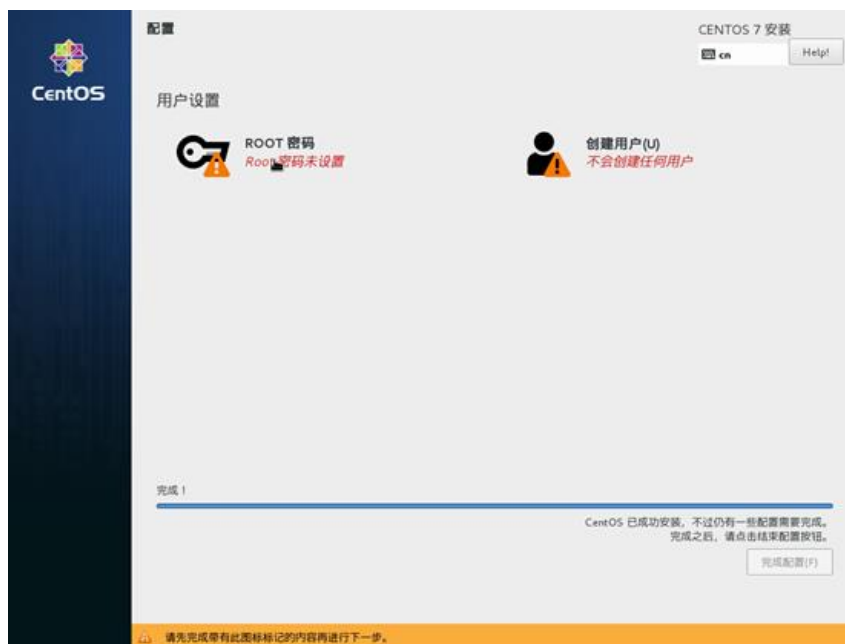 配置
CENTOS 7 安装
cn
Help!
CentOS
用户设置
ROOT 密码
Root 密码未设置
创建用户(U)
不会创建任何用户
完成！
CentOS 已成功安装，不过仍有一些配置需要完成。
完成之后，请点击结束配置按钮。
完成配置(F)
请先完成带有此图标标记的内容再进行下一步。